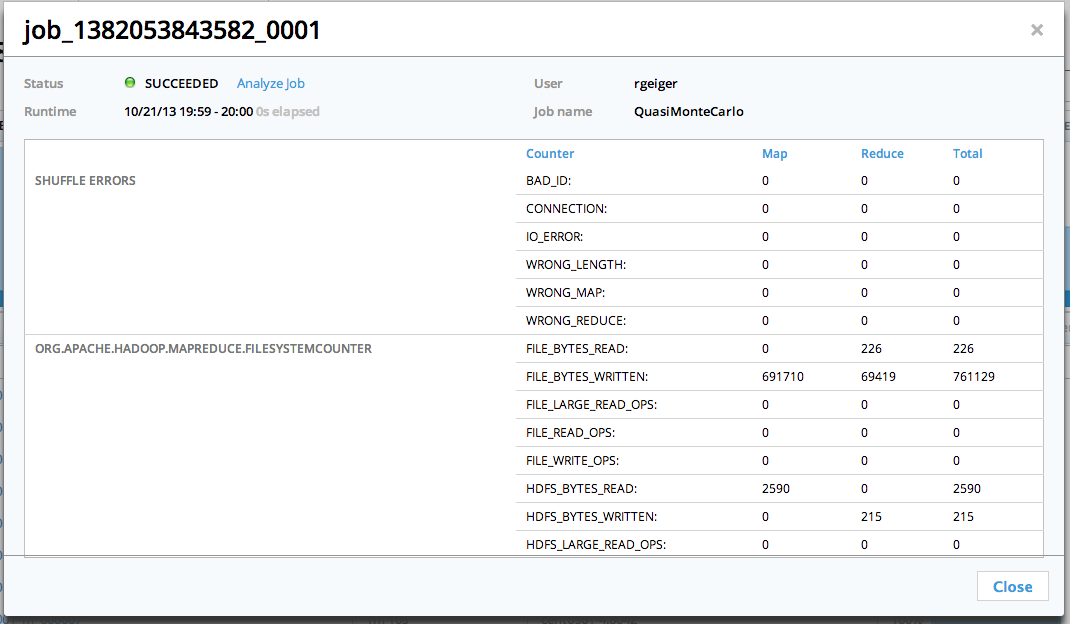 job_1382053843582_0001 ×
Status SUCCEEDED Analyze Job User rgeiger
Runtime 10/21/13 19:59 - 20:00 0s elapsed Job name QuasiMonteCarlo
Counter Map Reduce Total
SHUFFLE ERRORS BAD_ID: 0 0 0
CONNECTION: 0 0 0
IO_ERROR: 0 0 0
WRONG_LENGTH: 0 0 0
WRONG_MAP: 0 0 0
WRONG_REDUCE: 0 0 0
ORG.APACHE.HADOOP.MAPREDUCE.FILESYSTEMCOUNTER FILE_BYTES_READ: 0 226 226
FILE_BYTES_WRITTEN: 691710 69419 761129
FILE_LARGE_READ_OPS: 0 0 0
FILE_READ_OPS: 0 0 0
FILE_WRITE_OPS: 0 0 0
HDFS_BYTES_READ: 2590 0 2590
HDFS_BYTES_WRITTEN: 0 215 215
HDFS_LARGE_READ_OPS: 0 0 0
Close